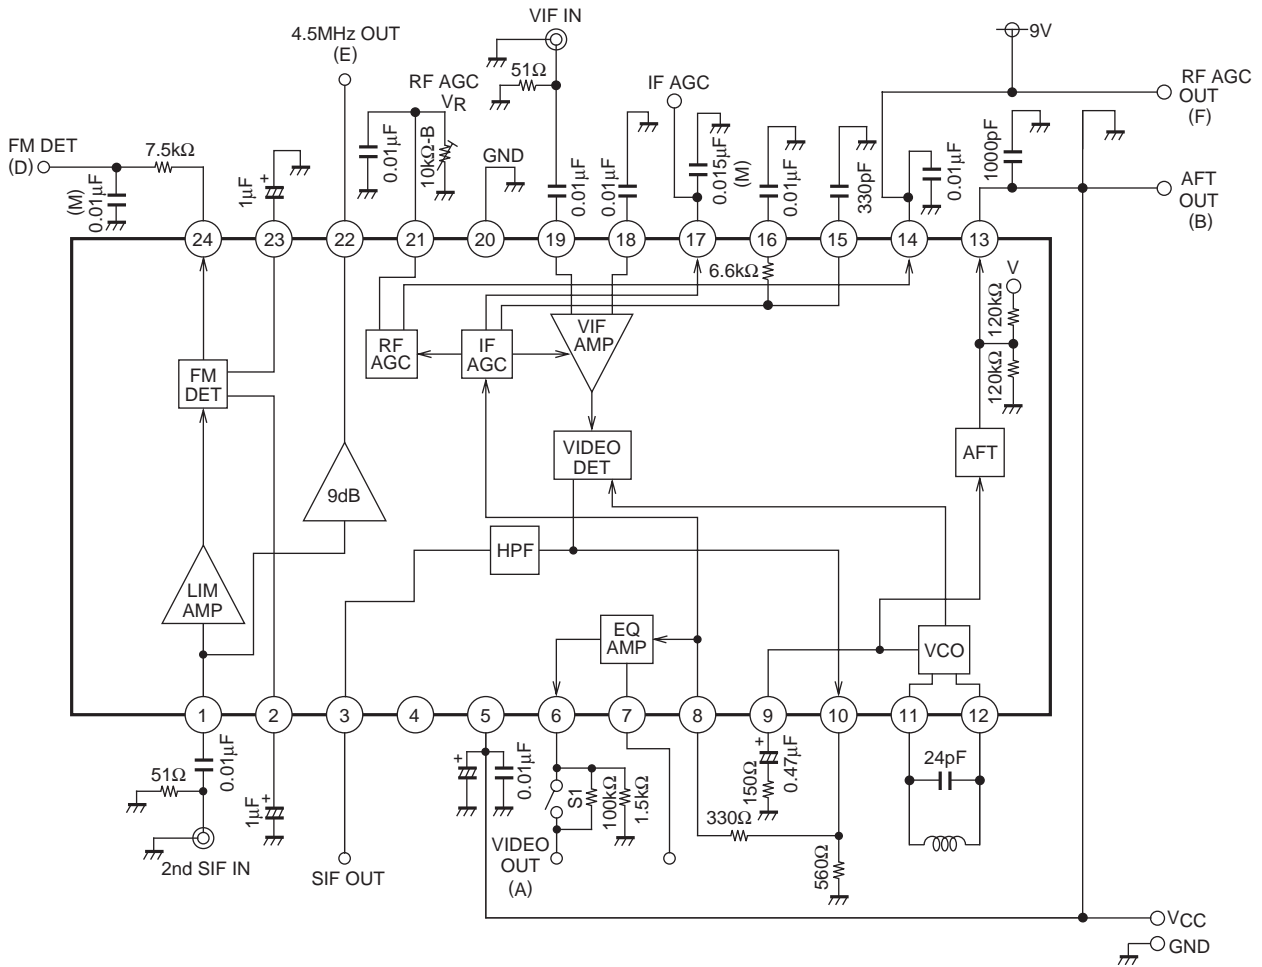 VIF IN
4.5MHz OUT
(E)
9V
51Ω
IF AGC
RF AGC
VR
RF AGC
OUT
(F)
FM DET
(D)
7.5kΩ
(M)
0.01μF
1μF
+
0.01μF
10kΩ-B
GND
0.01μF
0.01μF
0.015μF
(M)
0.01μF
330pF
0.01μF
1000pF
AFT
OUT
(B)
24
23
22
21
20
19
18
17
16
15
14
13
6.6kΩ
V
120kΩ
120kΩ
RF
AGC
IF
AGC
VIF
AMP
FM
DET
VIDEO
DET
AFT
9dB
HPF
LIM
AMP
EQ
AMP
VCO
1
2
3
4
5
6
7
8
9
10
11
12
0.01μF
51Ω
2nd SIF IN
1μF
+
SIF OUT
+
0.01μF
S1
100kΩ
1.5kΩ
VIDEO
OUT
(A)
330Ω
+
150Ω
0.47μF
560Ω
24pF
VCC
GND